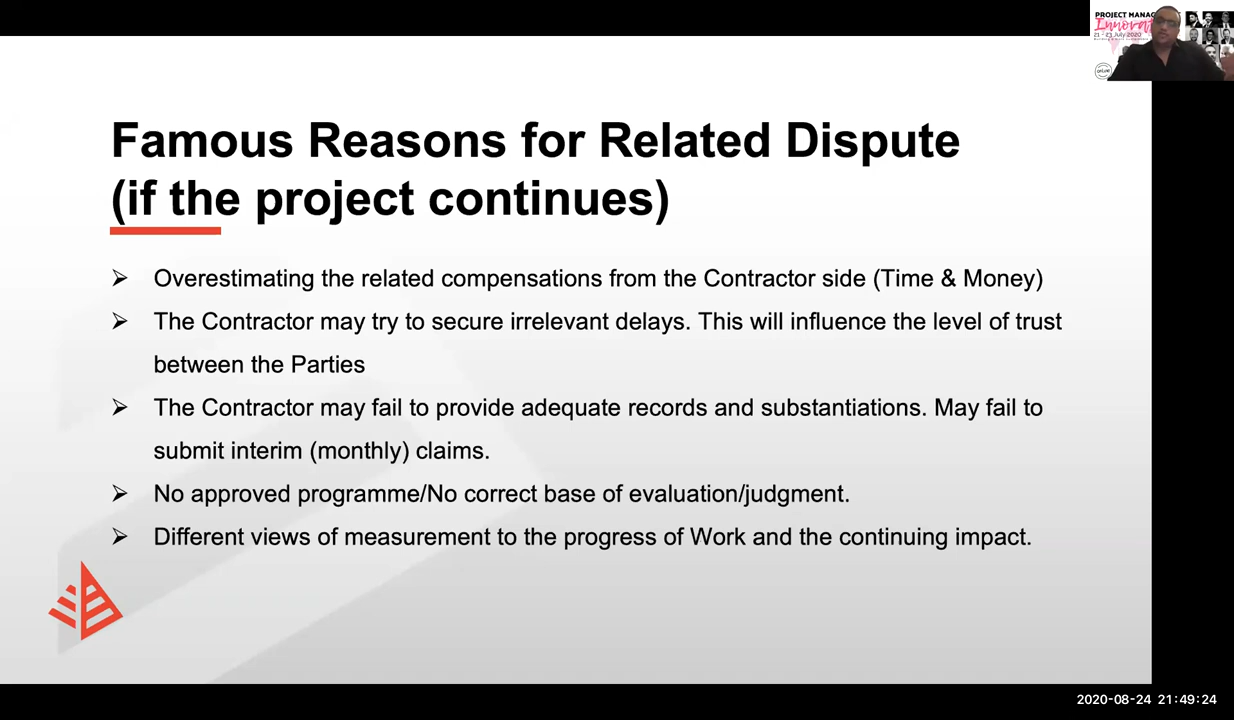 PROJECT MANAG
Innovat
21 - 23 July 2020
Famous Reasons for Related Dispute
(if the project continues)
➢ Overestimating the related compensations from the Contractor side (Time & Money)
➢ The Contractor may try to secure irrelevant delays. This will influence the level of trust
between the Parties
➢ The Contractor may fail to provide adequate records and substantiations. May fail to
submit interim (monthly) claims.
➢ No approved programme/No correct base of evaluation/judgment.
➢ Different views of measurement to the progress of Work and the continuing impact.
2020-08-24 21:49:24